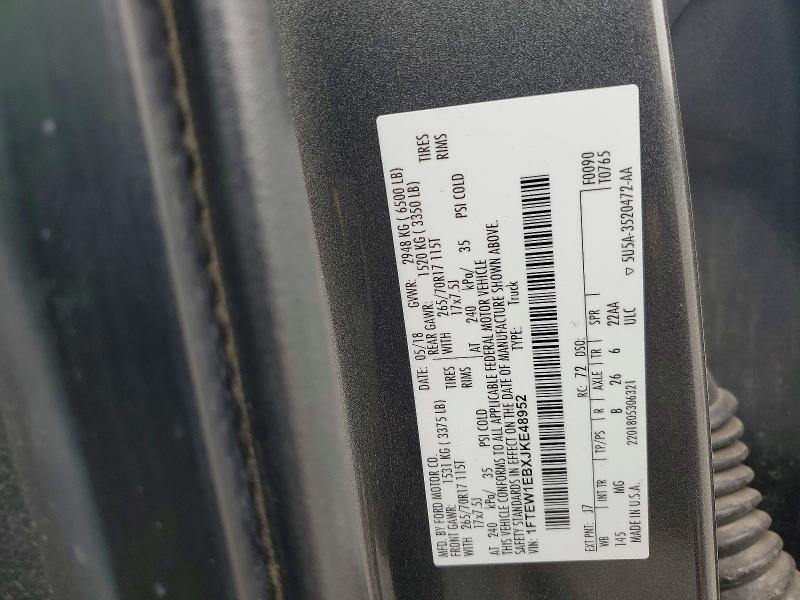 MFD. BY FORD MOTOR CO.
DATE: 05/18 GVWR: 2948 KG ( 6500 LB)
FRONT GAWR: 1531 KG ( 3375 LB) REAR GAWR: 1520 KG ( 3350 LB)
WITH 265/70R17 115T TIRES WITH 265/70R17 115T TIRES
17x7.5J RIMS 17x7.5J RIMS
AT 240 kPa/ 35 PSI COLD AT 240 kPa/ 35 PSI COLD
THIS VEHICLE CONFORMS TO ALL APPLICABLE FEDERAL MOTOR VEHICLE
SAFETY STANDARDS IN EFFECT ON THE DATE OF MANUFACTURE SHOWN ABOVE.
VIN: 1FTEW1EBXJKE48952 TYPE: Truck
EXT PNT: J7 RC: 72 DSO: F0090
WB INT TR TP/PS R AXLE TR SPR T0765
145 MG B 26 6 22AA
MADE IN U.S.A. 2201805306321 ULC ▽ 5U5A-3520472-AA